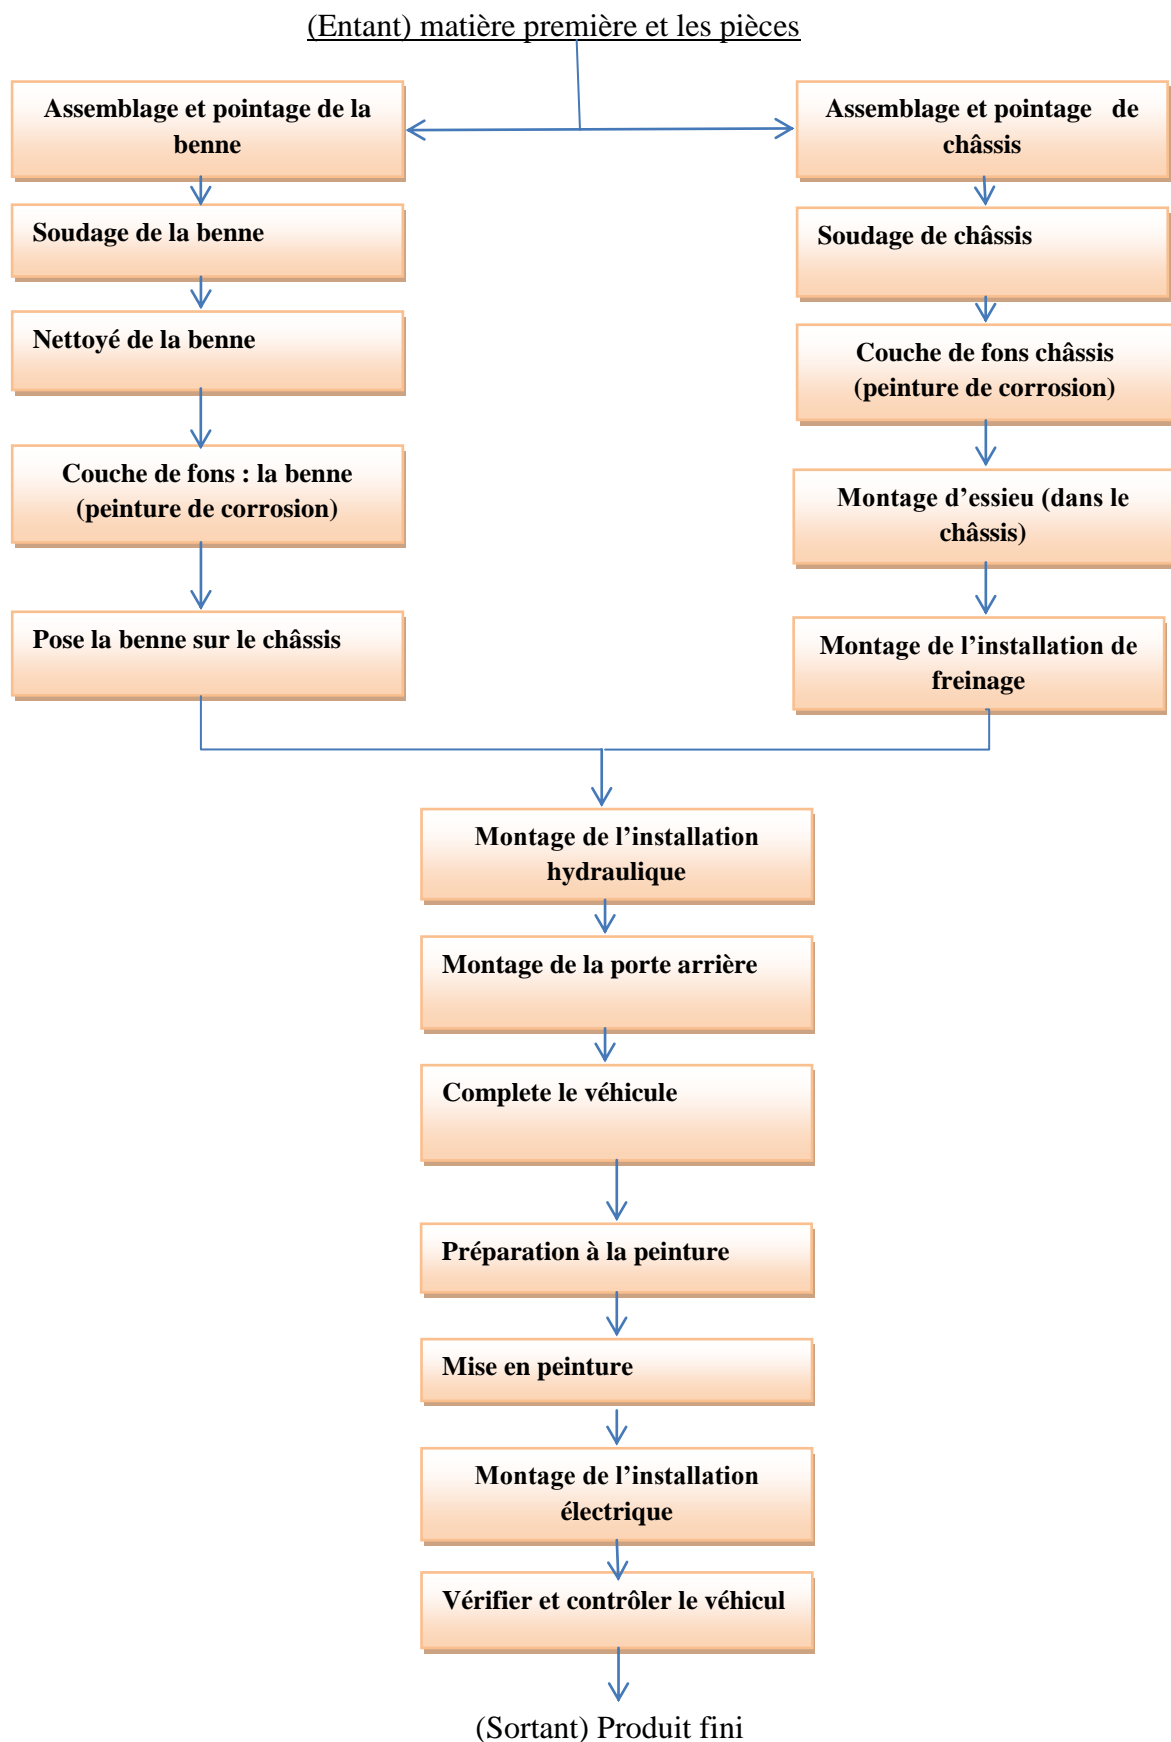 (Entant) matière première et les pièces
Assemblage et pointage de la
benne
Soudage de la benne
Nettoyé de la benne
Couche de fons : la benne
(peinture de corrosion)
Pose la benne sur le châssis
Assemblage et pointage de
châssis
Soudage de châssis
Couche de fons châssis
(peinture de corrosion)
Montage d’essieu (dans le
châssis)
Montage de l’installation de
freinage
Montage de l’installation
hydraulique
Montage de la porte arrière
Complete le véhicule
Préparation à la peinture
Mise en peinture
Montage de l’installation
électrique
Vérifier et contrôler le véhicul
(Sortant) Produit fini